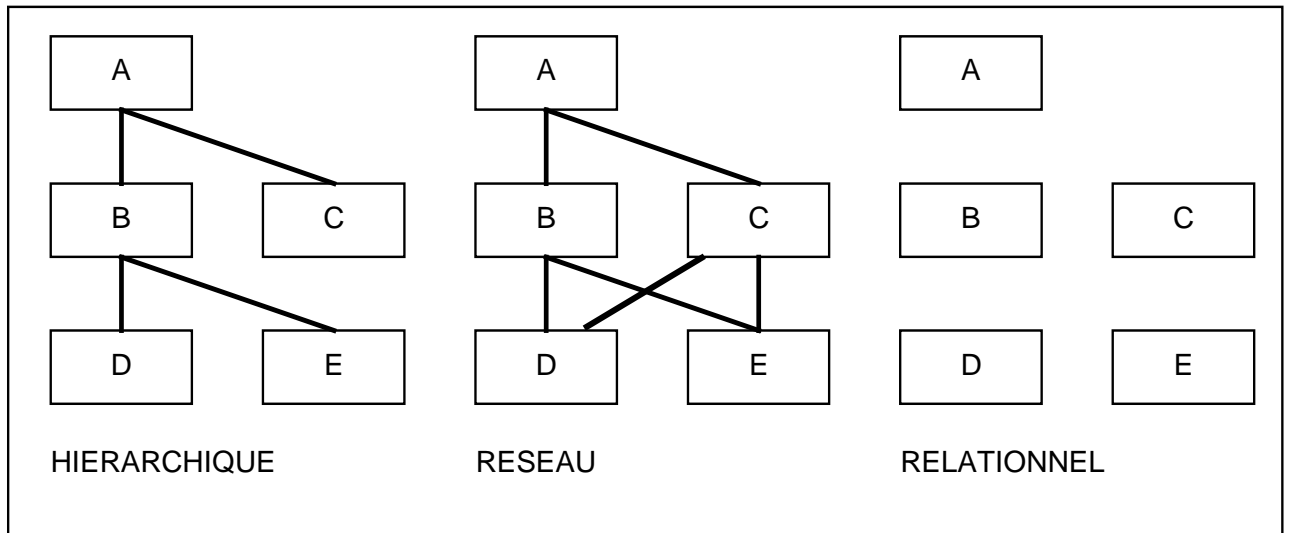 A A A
B C B C B C
D E D E D E
HIERARCHIQUE RESEAU RELATIONNEL